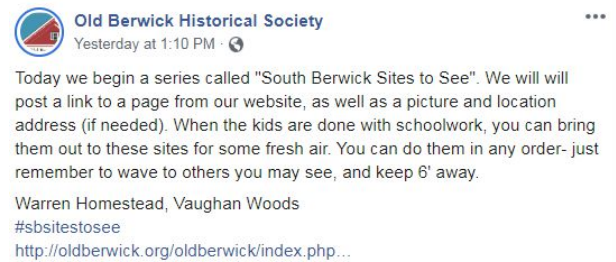 Old Berwick Historical Society
Yesterday at 1:10 PM ·
Today we begin a series called "South Berwick Sites to See". We will will
post a link to a page from our website, as well as a picture and location
address (if needed). When the kids are done with schoolwork, you can bring
them out to these sites for some fresh air. You can do them in any order- just
remember to wave to others you may see, and keep 6' away.
Warren Homestead, Vaughan Woods
#sbsitestosee
http://oldberwick.org/oldberwick/index.php...